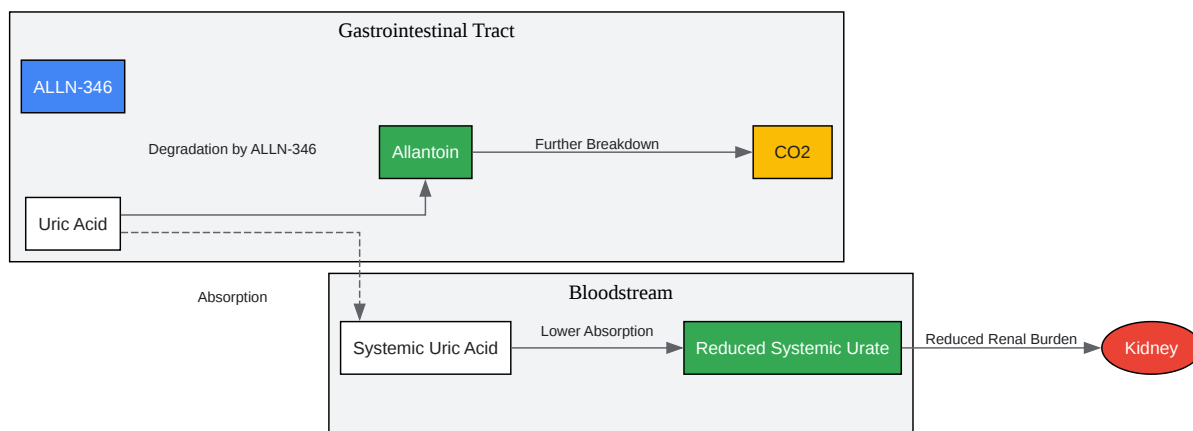 Gastrointestinal Tract
ALLN-346
Degradation by ALLN-346
Allantoin
Further Breakdown
CO2
Uric Acid
Absorption
Bloodstream
Systemic Uric Acid
Lower Absorption
Reduced Systemic Urate
Reduced Renal Burden
Kidney